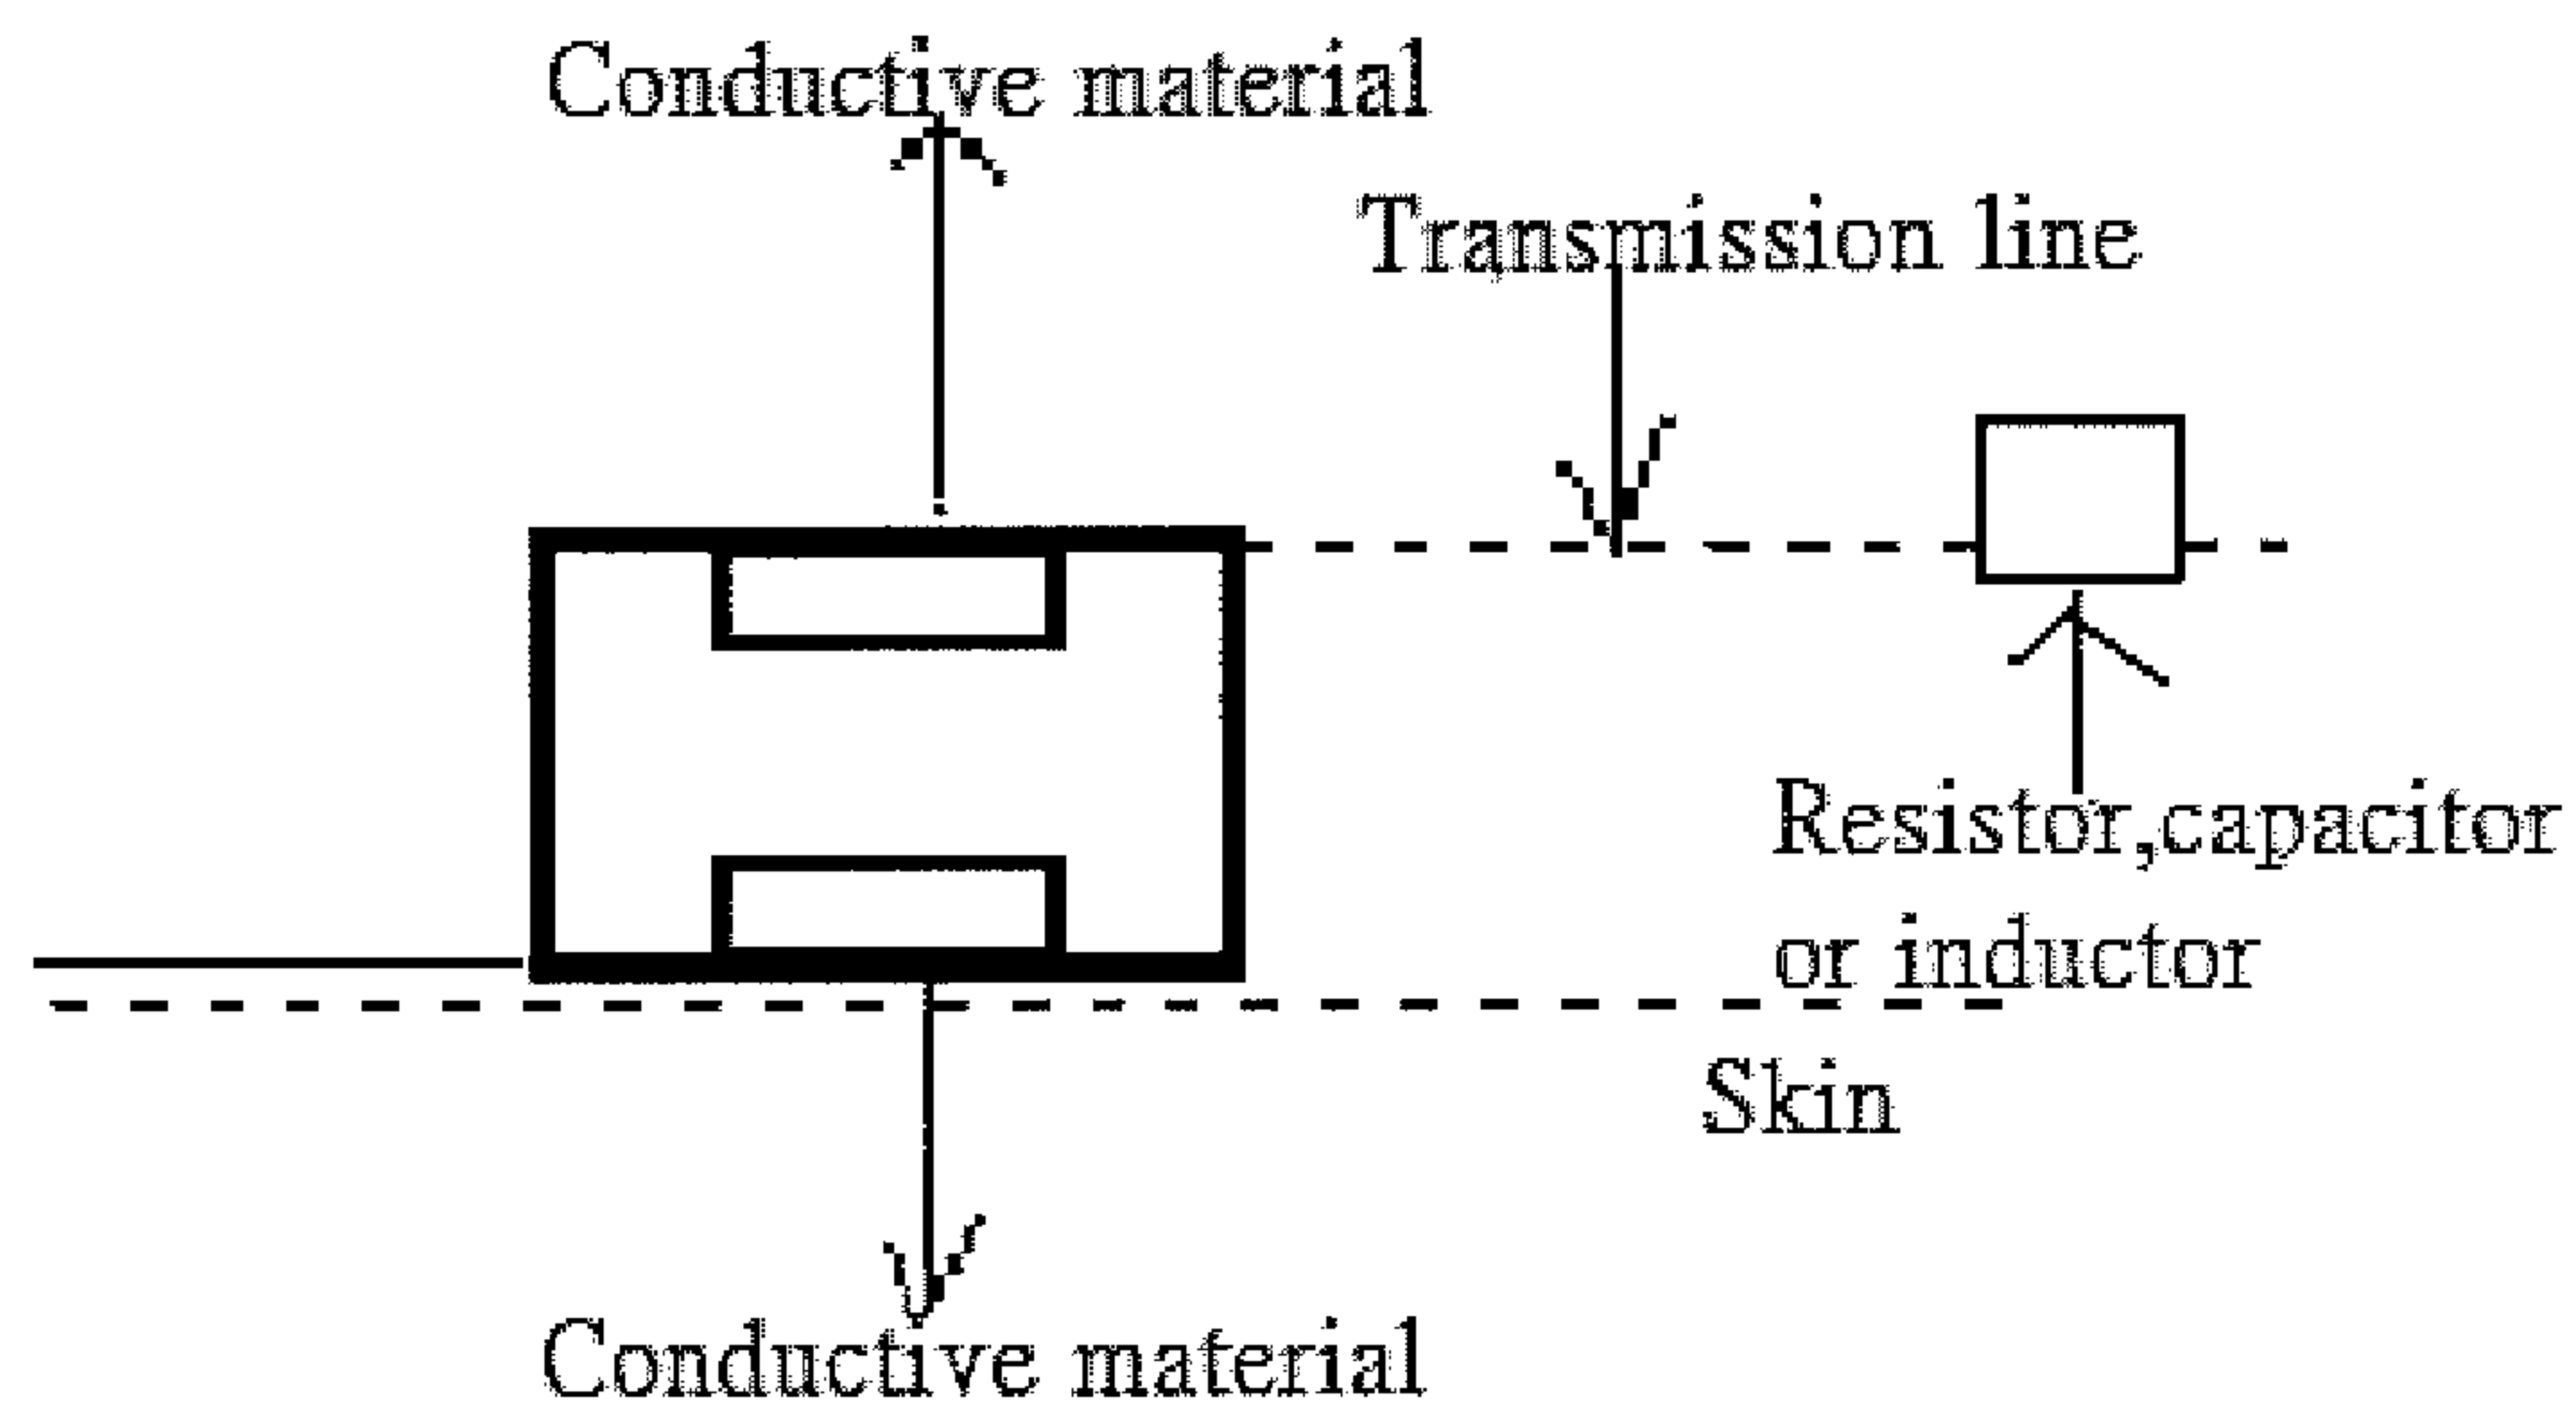 Conductive material
Transmission line
Resistor,capacitor
or inductor
Skin
Conductive material